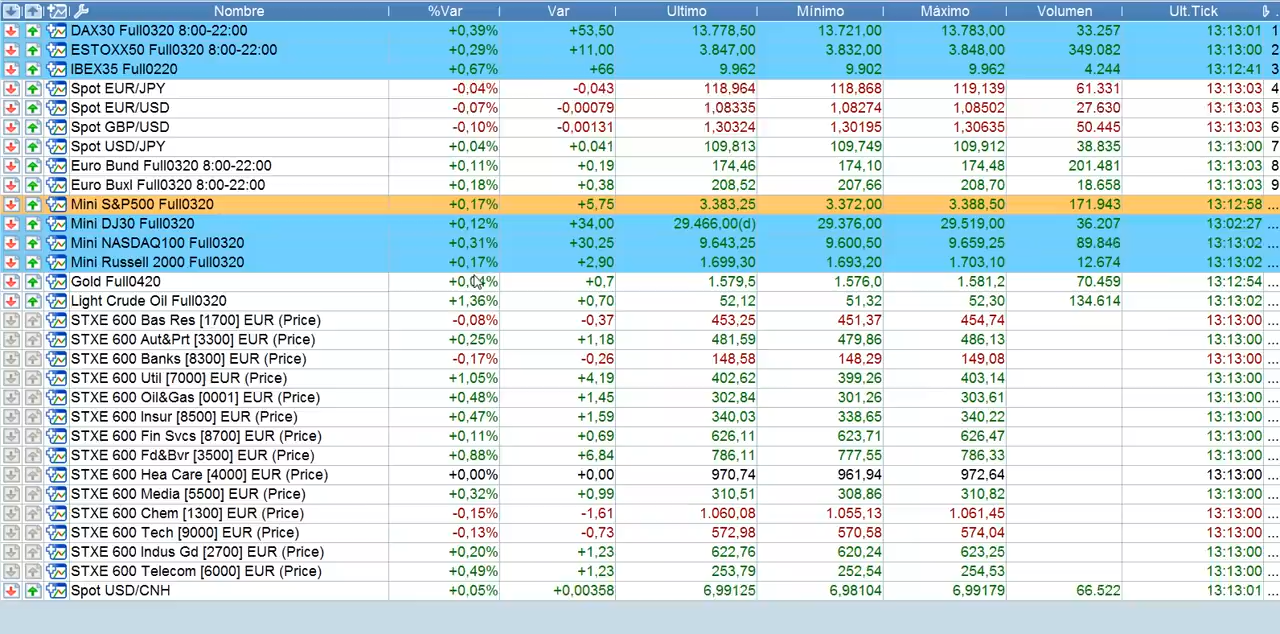 Nombre %Var Var Último Mínimo Máximo Volumen Ult.Tick
DAX30 Full0320 8:00-22:00 +0,39% +53,50 13.778,50 13.721,00 13.783,00 33.257 13:13:01 1
ESTOXX50 Full0320 8:00-22:00 +0,29% +11,00 3.847,00 3.832,00 3.848,00 349.082 13:13:00 2
IBEX35 Full0220 +0,67% +66 9.962 9.902 9.962 4.244 13:12:41 3
Spot EUR/JPY -0,04% -0,043 118,964 118,868 119,139 61.331 13:13:03 4
Spot EUR/USD -0,07% -0,00079 1,08335 1,08274 1,08502 27.630 13:13:03 5
Spot GBP/USD -0,10% -0,00131 1,30324 1,30195 1,30635 50.445 13:13:03 6
Spot USD/JPY +0,04% +0,041 109,813 109,749 109,912 38.835 13:13:00 7
Euro Bund Full0320 8:00-22:00 +0,11% +0,19 174,46 174,10 174,48 201.481 13:13:03 8
Euro Buxl Full0320 8:00-22:00 +0,18% +0,38 208,52 207,66 208,70 18.658 13:13:03 9
Mini S&P500 Full0320 +0,17% +5,75 3.383,25 3.372,00 3.388,50 171.943 13:12:58 ...
Mini DJ30 Full0320 +0,12% +34,00 29.466,00(d) 29.376,00 29.519,00 36.207 13:02:27 ...
Mini NASDAQ100 Full0320 +0,31% +30,25 9.643,25 9.600,50 9.659,25 89.846 13:13:02 ...
Mini Russell 2000 Full0320 +0,17% +2,90 1.699,30 1.693,20 1.703,10 12.674 13:13:02 ...
Gold Full0420 +0,04% +0,7 1.579,5 1.576,0 1.581,2 71.459 13:12:54 ...
Light Crude Oil Full0320 +1,36% +0,70 52,12 51,32 52,30 134.614 13:13:02 ...
STXE 600 Bas Res [1700] EUR (Price) -0,08% -0,37 453,25 451,37 454,74 13:13:00 ...
STXE 600 Aut&Prt [3300] EUR (Price) +0,25% +1,18 481,59 479,86 486,13 13:13:00 ...
STXE 600 Banks [8300] EUR (Price) -0,17% -0,26 148,58 148,29 149,08 13:13:00 ...
STXE 600 Util [7000] EUR (Price) +1,05% +4,19 402,62 399,26 403,14 13:13:00 ...
STXE 600 Oil&Gas [0001] EUR (Price) +0,48% +1,45 302,84 301,26 303,61 13:13:00 ...
STXE 600 Insur [8500] EUR (Price) +0,47% +1,59 340,03 338,65 340,22 13:13:00 ...
STXE 600 Fin Svcs [8700] EUR (Price) +0,11% +0,69 626,11 623,71 626,47 13:13:00 ...
STXE 600 Fd&Bvr [3500] EUR (Price) +0,88% +6,84 786,11 777,55 786,33 13:13:00 ...
STXE 600 Hea Care [4000] EUR (Price) +0,00% +0,00 970,74 961,94 972,64 13:13:00 ...
STXE 600 Media [5500] EUR (Price) +0,32% +0,99 310,51 308,86 310,82 13:13:00 ...
STXE 600 Chem [1300] EUR (Price) -0,15% -1,61 1.060,08 1.055,13 1.061,45 13:13:00 ...
STXE 600 Tech [9000] EUR (Price) -0,13% -0,73 572,98 570,58 574,04 13:13:00 ...
STXE 600 Indus Gd [2700] EUR (Price) +0,20% +1,23 622,76 620,24 623,25 13:13:00 ...
STXE 600 Telecom [6000] EUR (Price) +0,49% +1,23 253,79 252,54 254,53 13:13:00 ...
Spot USD/CNH +0,05% +0,00358 6,99125 6,98104 6,99179 66.522 13:13:01 ...